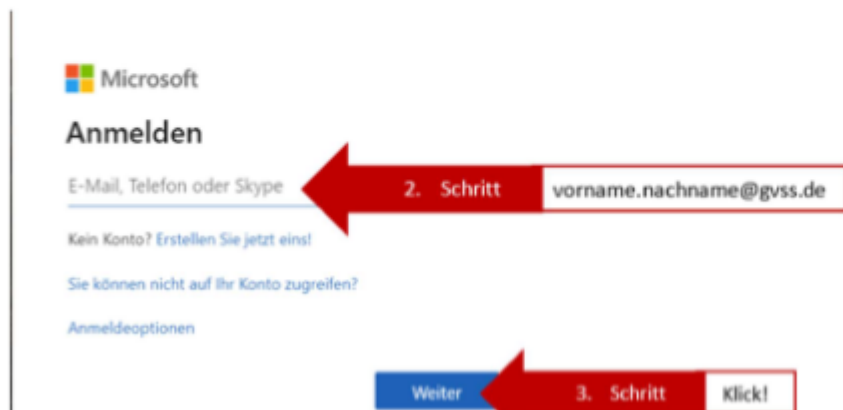 Microsoft
Anmelden
E-Mail, Telefon oder Skype
2. Schritt
vorname.nachname@gvss.de
Kein Konto? Erstellen Sie jetzt eins!
Sie können nicht auf Ihr Konto zugreifen?
Anmeldeoptionen
Weiter
3. Schritt
Klick!